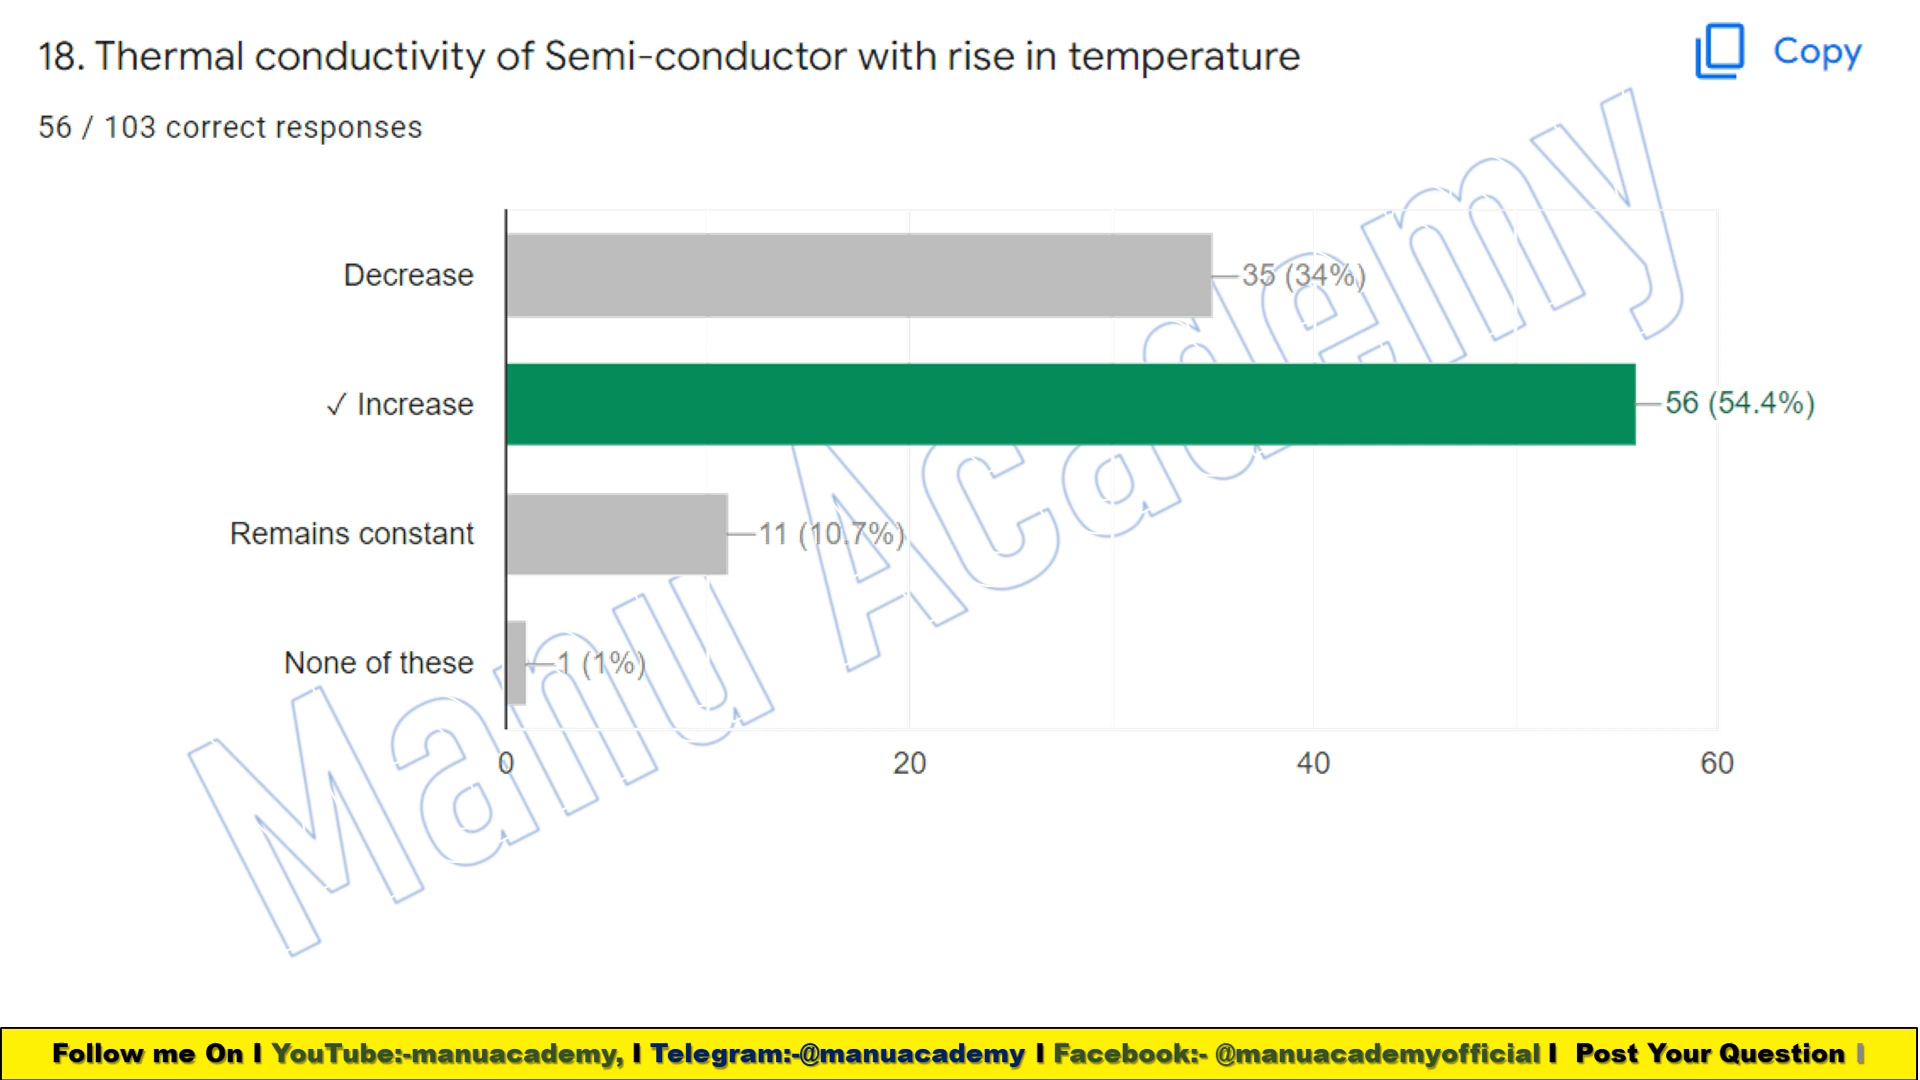 18. Thermal conductivity of Semi-conductor with rise in temperature
Copy
56 / 103 correct responses
Decrease
35 (34%)
✓ Increase
56 (54.4%)
Remains constant
11 (10.7%)
None of these
1 (1%)
0 20 40 60
Manu Academy
Follow me On I YouTube:-manuacademy, I Telegram:-@manuacademy I Facebook:- @manuacademyofficial I Post Your Question I